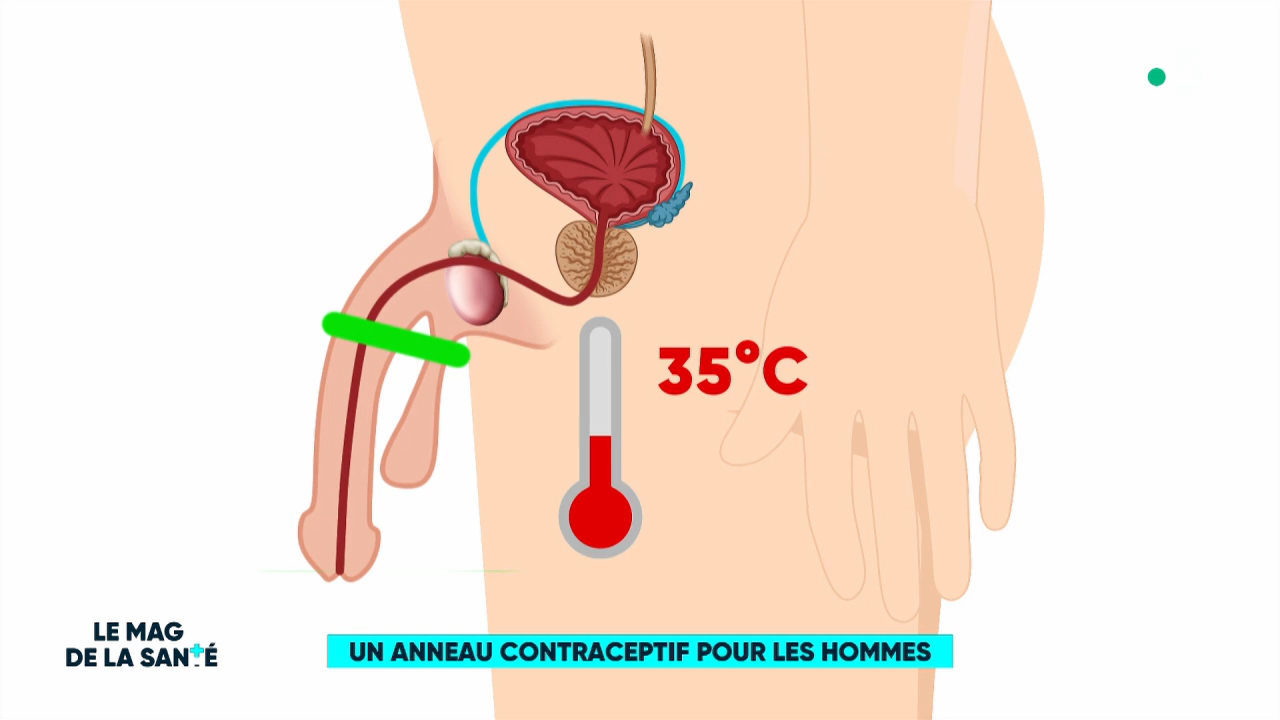 35°C
LE MAG
DE LA SANTÉ
UN ANNEAU CONTRACEPTIF POUR LES HOMMES